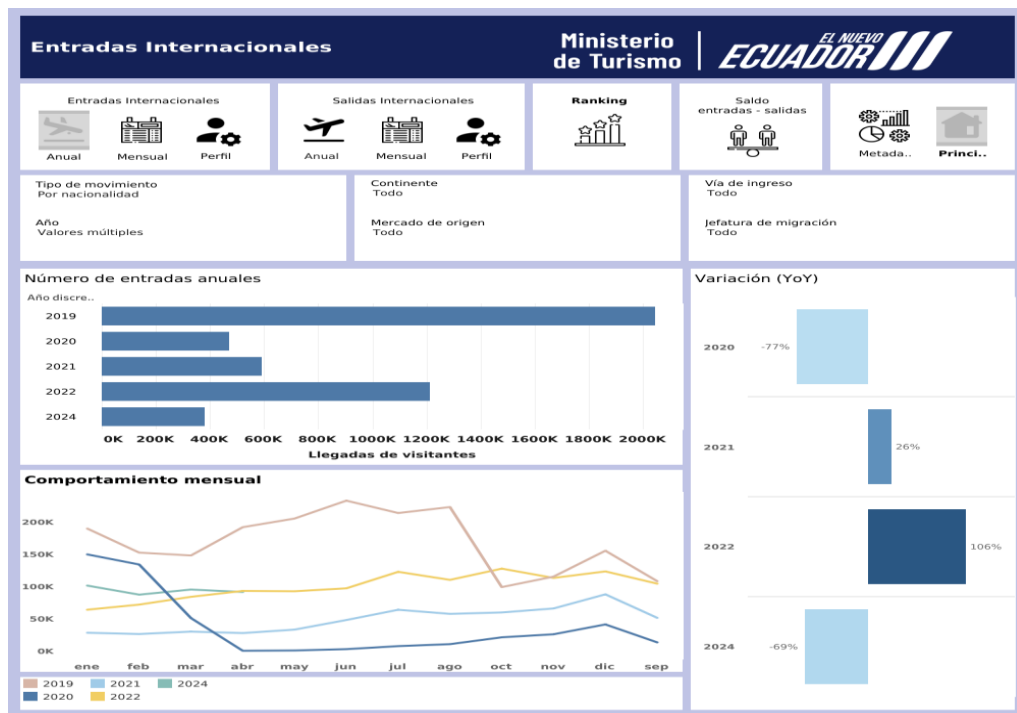 Entradas Internacionales
Ministerio
de Turismo
EL NUEVO
ECUADOR
Entradas Internacionales
Anual
Mensual
Perfil
Salidas Internacionales
Anual
Mensual
Perfil
Ranking
Saldo
entradas - salidas
Metada..
Princi..
Tipo de movimiento
Por nacionalidad
Año
Valores múltiples
Continente
Todo
Mercado de origen
Todo
Vía de ingreso
Todo
Jefatura de migración
Todo
Número de entradas anuales
Año discre..
2019
2020
2021
2022
2024
0K 200K 400K 600K 800K 1000K 1200K 1400K 1600K 1800K 2000K
Llegadas de visitantes
Comportamiento mensual
200K
150K
100K
50K
0K
ene feb mar abr may jun jul ago oct nov dic sep
2019 2021 2024
2020 2022
Variación (YoY)
2020 -77%
2021 26%
2022 106%
2024 -69%